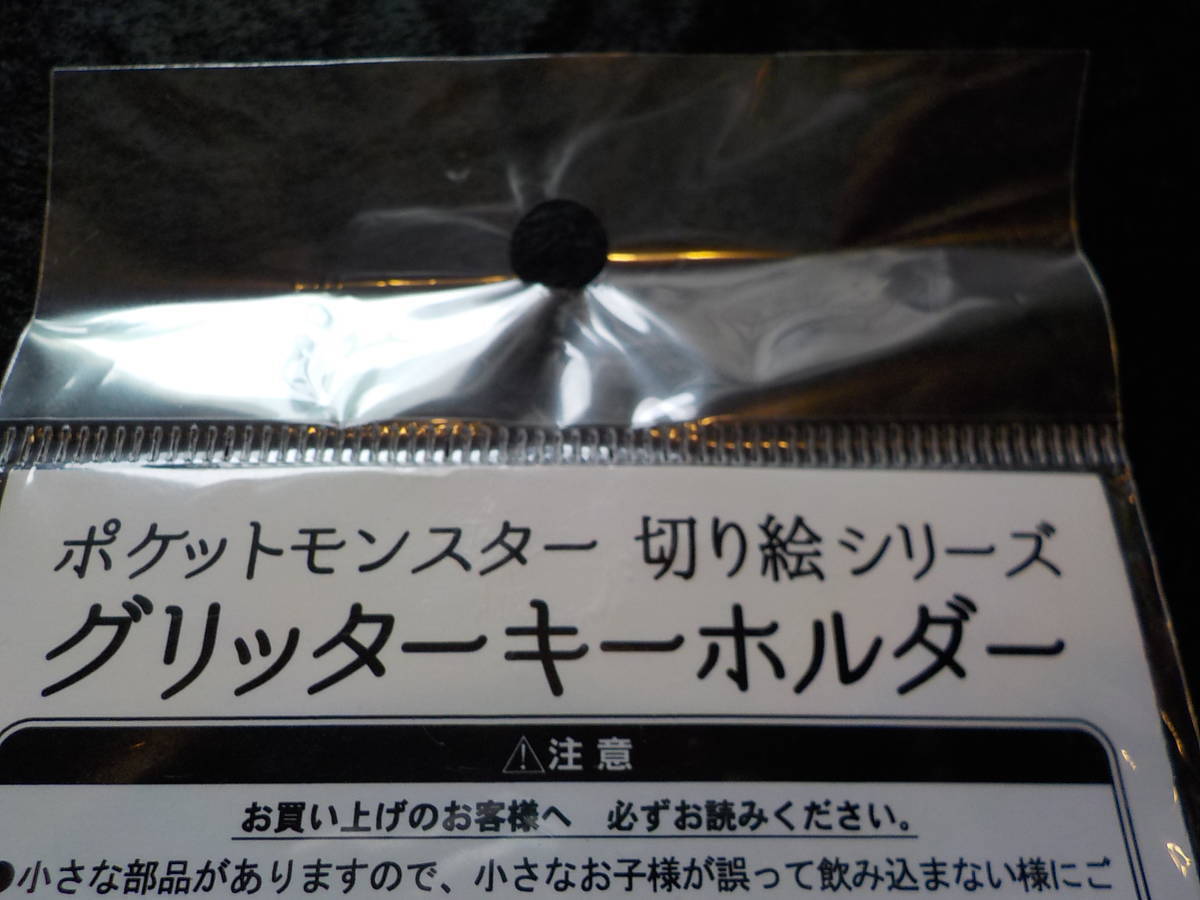 ポケットモンスター 切り絵シリーズ
グリッターキーホルダー
⚠注意
お買い上げのお客様へ 必ずお読みください。
●小さな部品がありますので、小さなお子様が誤って飲み込まない様にご